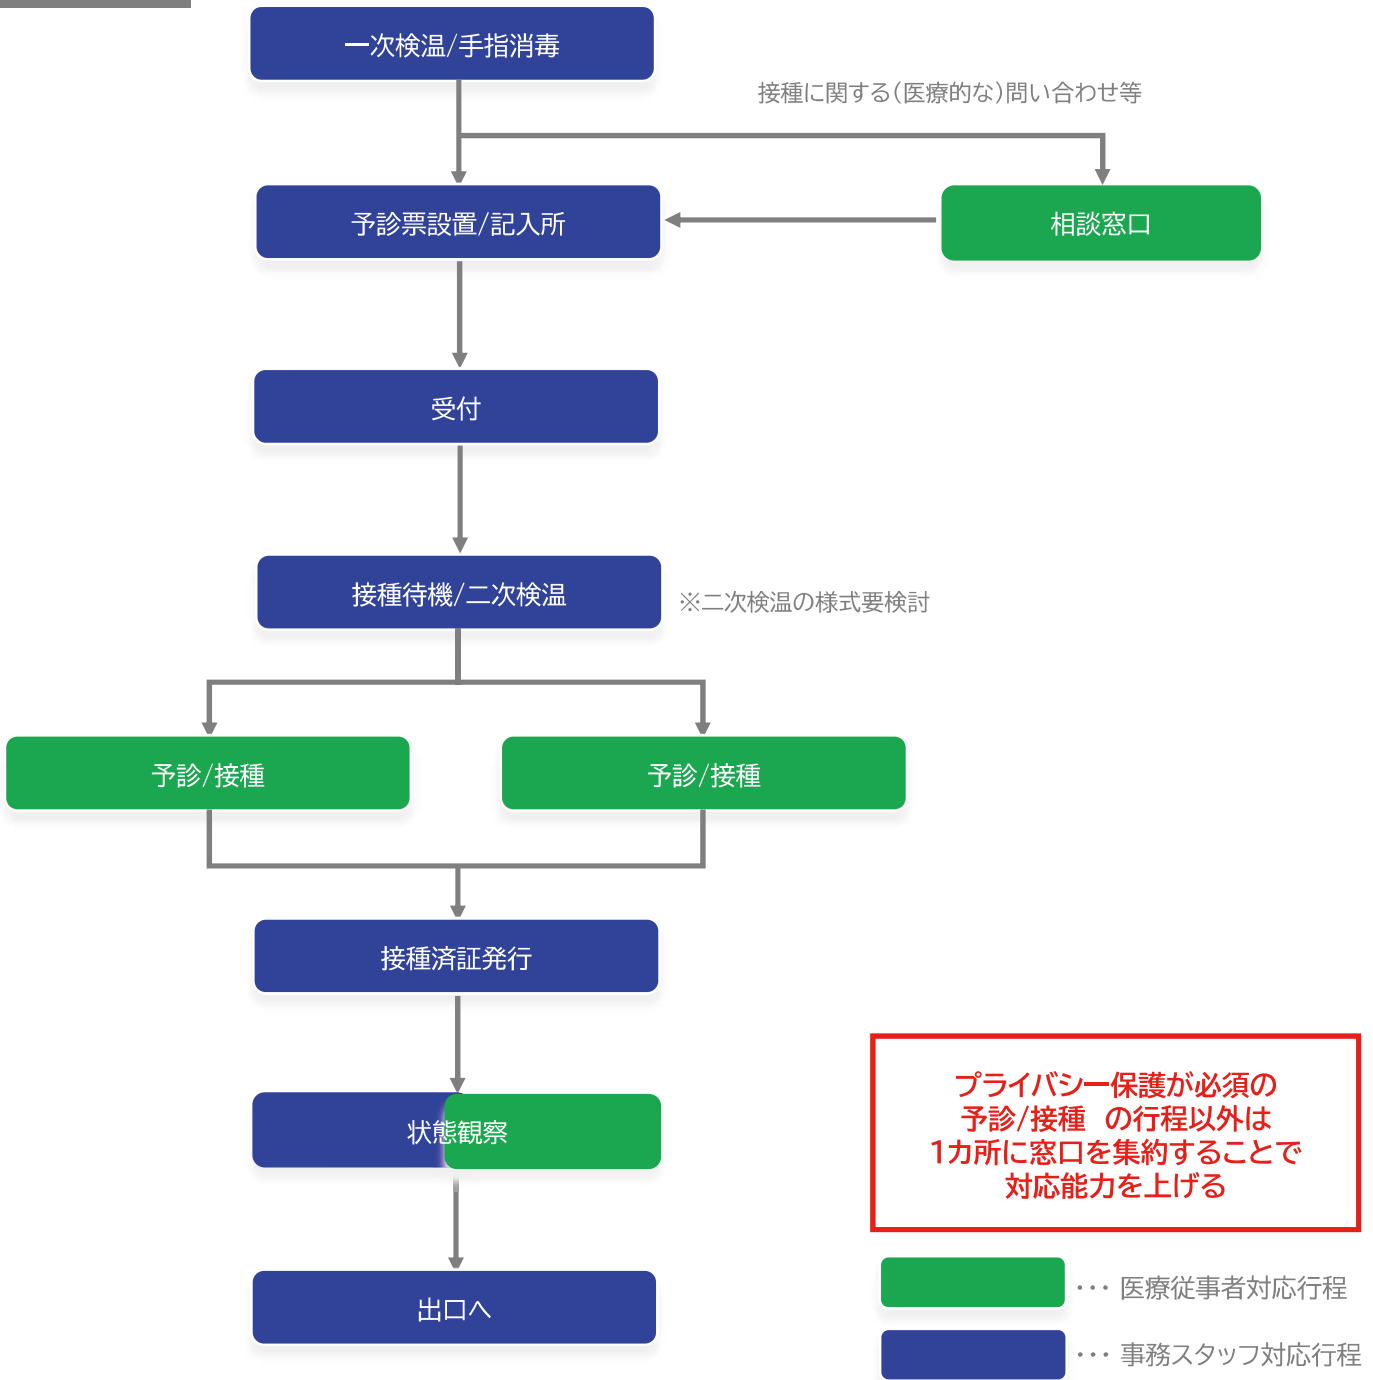 一次検温/手指消毒
接種に関する(医療的な)問い合わせ等
予診票設置/記入所
相談窓口
受付
接種待機/二次検温
※二次検温の様式要検討
予診/接種
予診/接種
接種済証発行
状態観察
プライバシー保護が必須の
予診/接種 の行程以外は
1カ所に窓口を集約することで
対応能力を上げる
出口へ
・・・ 医療従事者対応行程
・・・ 事務スタッフ対応行程